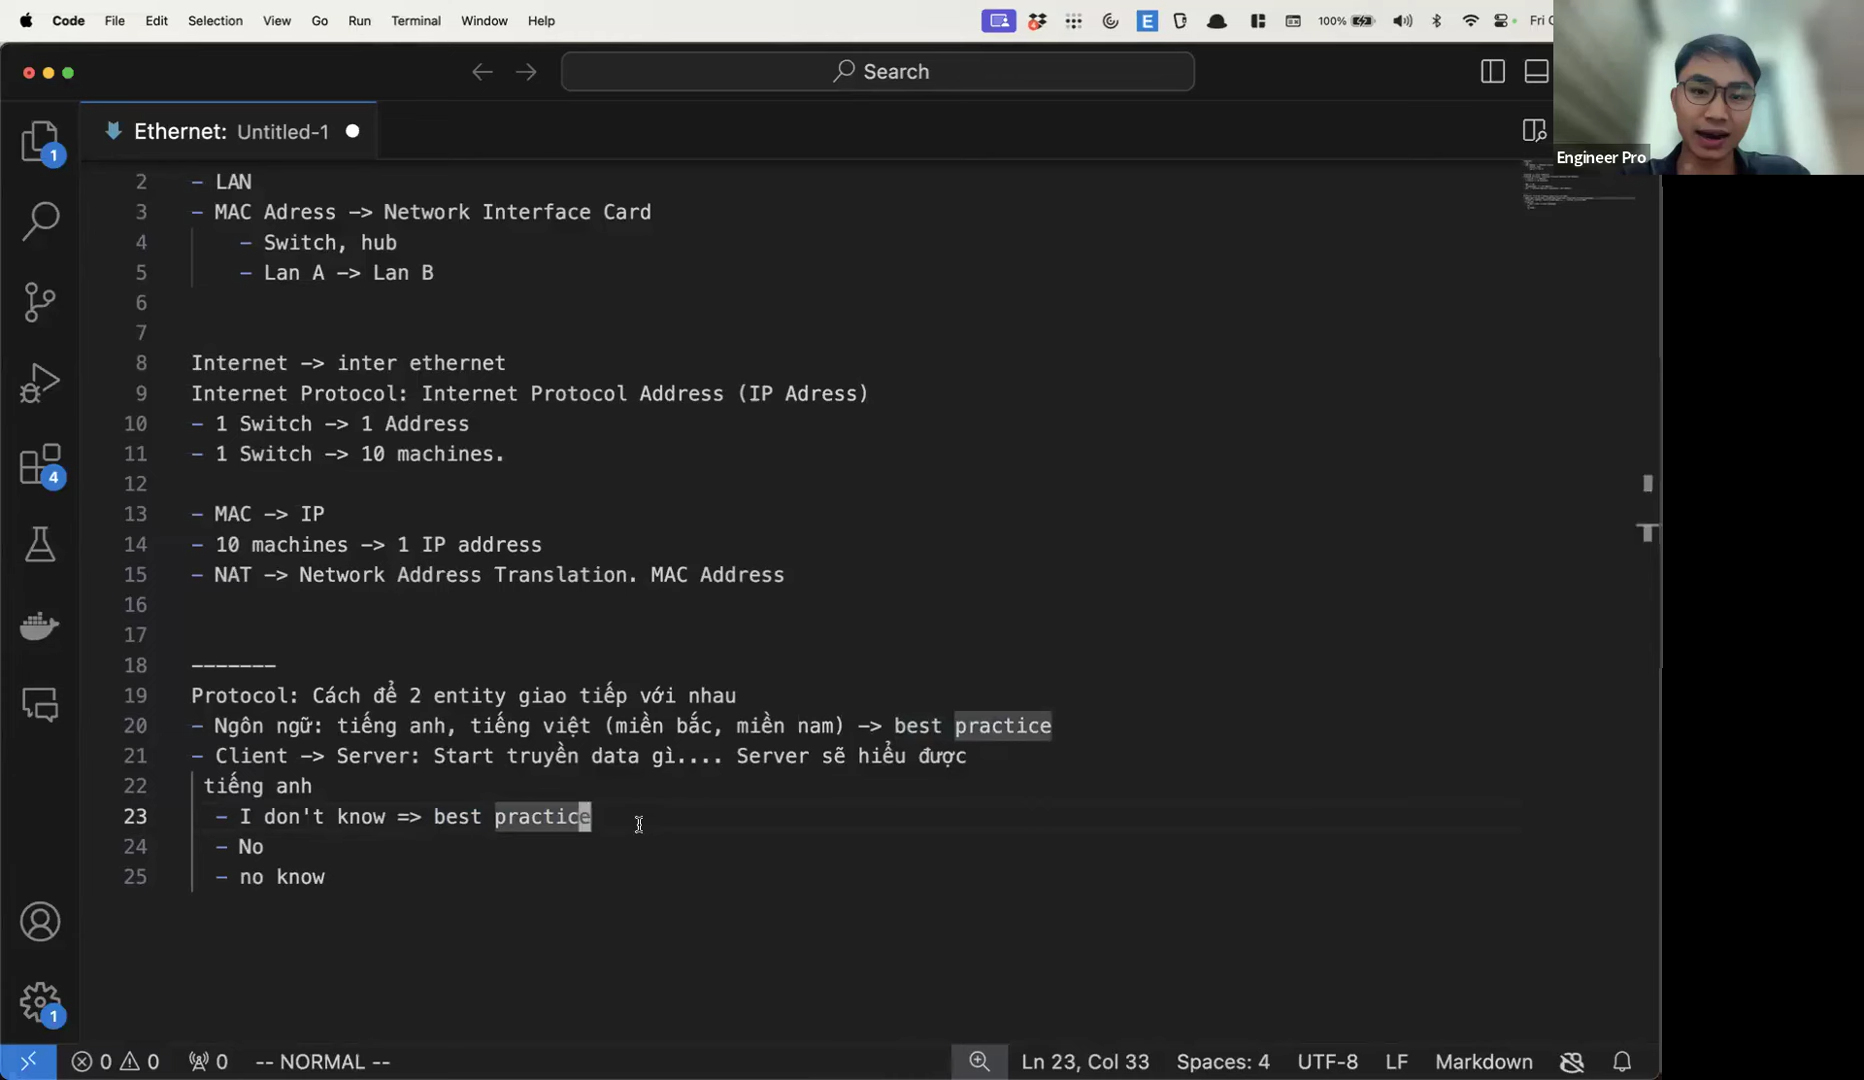 Code File Edit Selection View Go Run Terminal Window Help 100% Fri
Search
Ethernet: Untitled-1
Engineer Pro
2 - LAN
3 - MAC Adress -> Network Interface Card
4 - Switch, hub
5 - Lan A -> Lan B
6
7
8 Internet -> inter ethernet
9 Internet Protocol: Internet Protocol Address (IP Adress)
10 - 1 Switch -> 1 Address
11 - 1 Switch -> 10 machines.
12
13 - MAC -> IP
14 - 10 machines -> 1 IP address
15 - NAT -> Network Address Translation. MAC Address
16
17
18 -------
19 Protocol: Cách để 2 entity giao tiếp với nhau
20 - Ngôn ngữ: tiếng anh, tiếng việt (miền bắc, miền nam) -> best practice
21 - Client -> Server: Start truyền data gì.... Server sẽ hiểu được
22 tiếng anh
23 - I don't know => best practice
24 - No
25 - no know
1
4
1
0 0 0 -- NORMAL -- Ln 23, Col 33 Spaces: 4 UTF-8 LF Markdown